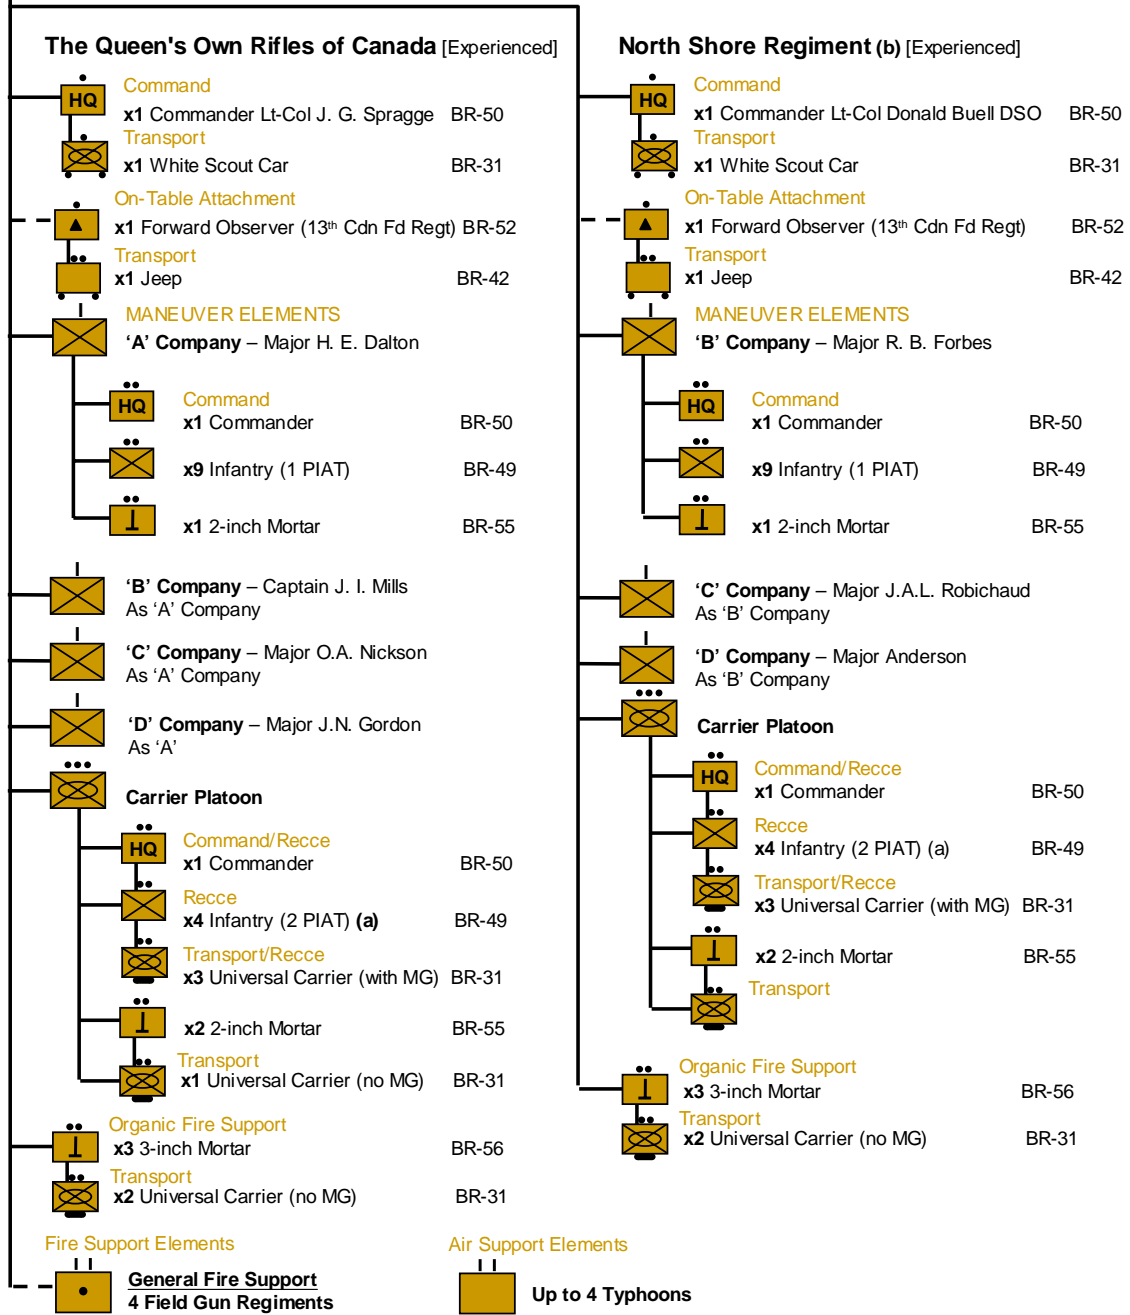 The Queen's Own Rifles of Canada [Experienced]
HQ
Command
x1 Commander Lt-Col J. G. Spragge BR-50
Transport
x1 White Scout Car BR-31
On-Table Attachment
x1 Forward Observer (13th Cdn Fd Regt) BR-52
Transport
x1 Jeep BR-42
MANEUVER ELEMENTS
‘A’ Company – Major H. E. Dalton
HQ
Command
x1 Commander BR-50
x9 Infantry (1 PIAT) BR-49
x1 2-inch Mortar BR-55
‘B’ Company – Captain J. I. Mills
As ‘A’ Company
‘C’ Company – Major O.A. Nickson
As ‘A’ Company
‘D’ Company – Major J.N. Gordon
As ‘A’
Carrier Platoon
HQ
Command/Recce
x1 Commander BR-50
Recce
x4 Infantry (2 PIAT) (a) BR-49
Transport/Recce
x3 Universal Carrier (with MG) BR-31
x2 2-inch Mortar BR-55
Transport
x1 Universal Carrier (no MG) BR-31
Organic Fire Support
x3 3-inch Mortar BR-56
Transport
x2 Universal Carrier (no MG) BR-31
Fire Support Elements
General Fire Support
4 Field Gun Regiments
Air Support Elements
Up to 4 Typhoons
North Shore Regiment (b) [Experienced]
HQ
Command
x1 Commander Lt-Col Donald Buell DSO BR-50
Transport
x1 White Scout Car BR-31
On-Table Attachment
x1 Forward Observer (13th Cdn Fd Regt) BR-52
Transport
x1 Jeep BR-42
MANEUVER ELEMENTS
‘B’ Company – Major R. B. Forbes
HQ
Command
x1 Commander BR-50
x9 Infantry (1 PIAT) BR-49
x1 2-inch Mortar BR-55
‘C’ Company – Major J.A.L. Robichaud
As ‘B’ Company
‘D’ Company – Major Anderson
As ‘B’ Company
Carrier Platoon
HQ
Command/Recce
x1 Commander BR-50
Recce
x4 Infantry (2 PIAT) (a) BR-49
Transport/Recce
x3 Universal Carrier (with MG) BR-31
x2 2-inch Mortar BR-55
Transport
Organic Fire Support
x3 3-inch Mortar BR-56
Transport
x2 Universal Carrier (no MG) BR-31